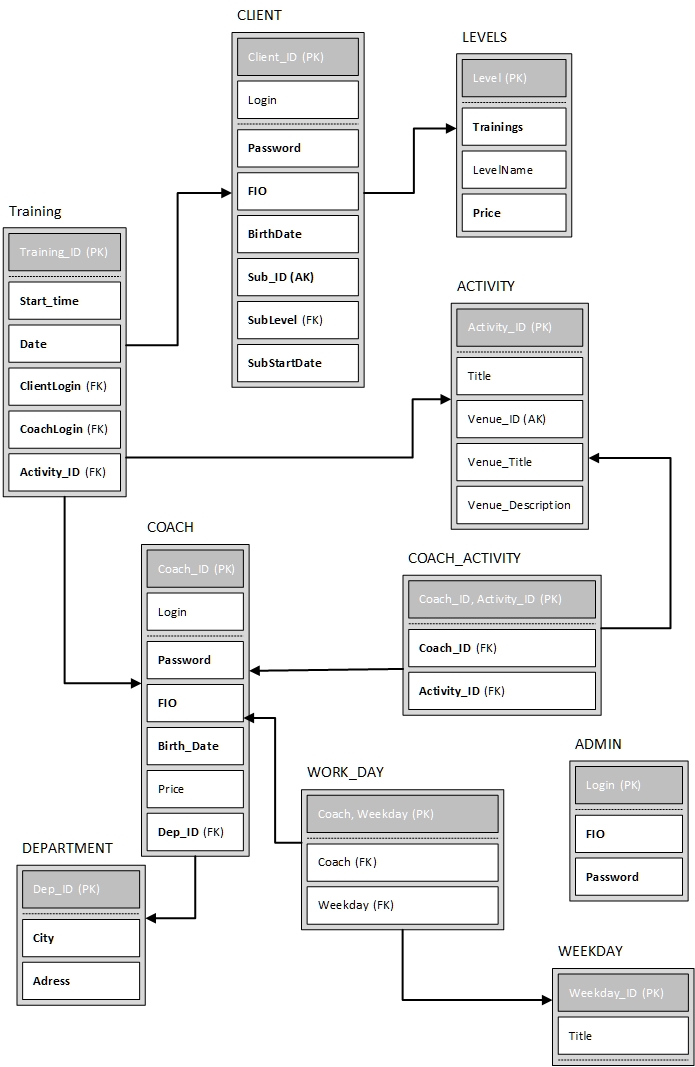 CLIENT
Client_ID (PK)
Login
Password
FIO
BirthDate
Sub_ID (AK)
SubLevel (FK)
SubStartDate
LEVELS
Level (PK)
Trainings
LevelName
Price
Training
Training_ID (PK)
Start_time
Date
ClientLogin (FK)
CoachLogin (FK)
Activity_ID (FK)
ACTIVITY
Activity_ID (PK)
Title
Venue_ID (AK)
Venue_Title
Venue_Description
COACH
Coach_ID (PK)
Login
Password
FIO
Birth_Date
Price
Dep_ID (FK)
COACH_ACTIVITY
Coach_ID, Activity_ID (PK)
Coach_ID (FK)
Activity_ID (FK)
ADMIN
Login (PK)
FIO
Password
WORK_DAY
Coach, Weekday (PK)
Coach (FK)
Weekday (FK)
DEPARTMENT
Dep_ID (PK)
City
Adress
WEEKDAY
Weekday_ID (PK)
Title